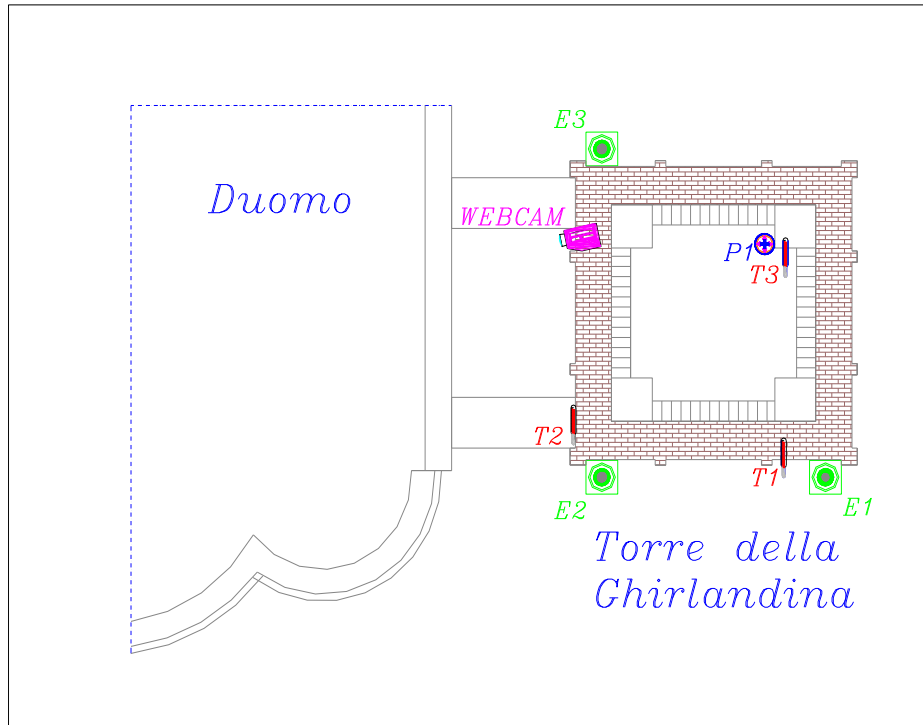 E3
Duomo
WEBCAM
P1
T3
T2
T1
E2
E1
Torre della
Ghirlandina